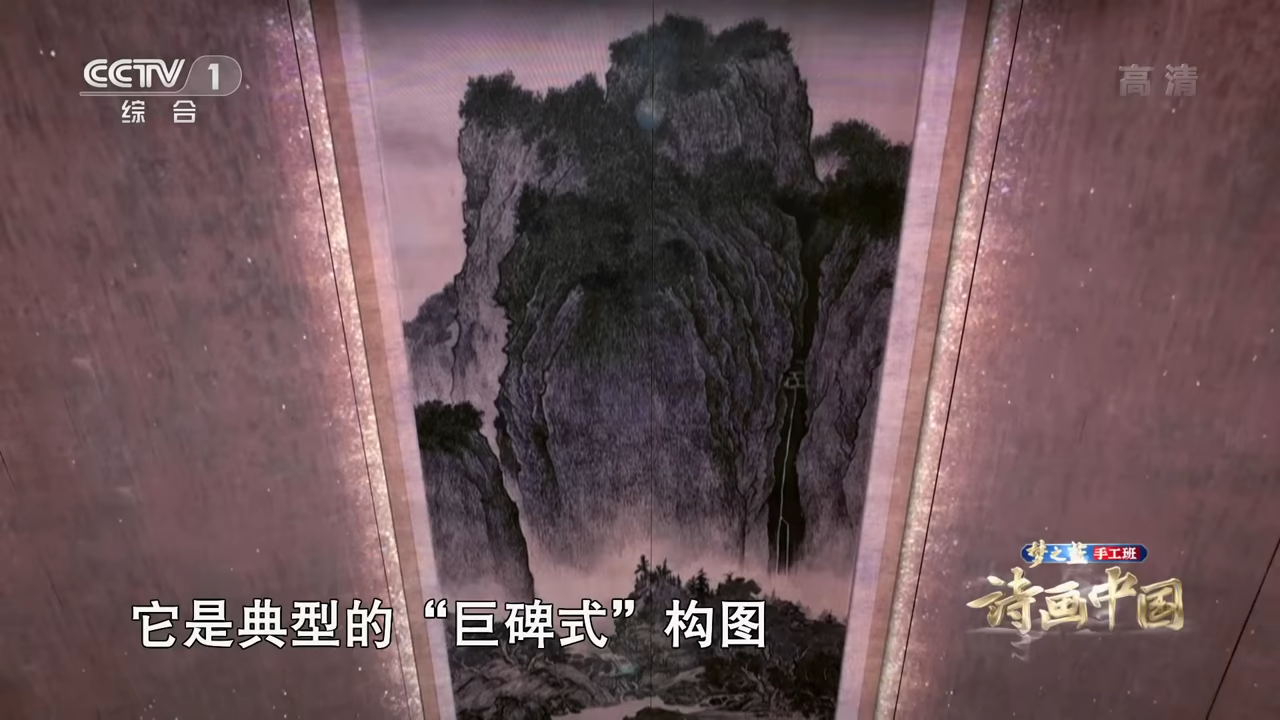 CCTV 1
综合
高清
梦之蓝 手工班
诗画中国
它是典型的“巨碑式”构图